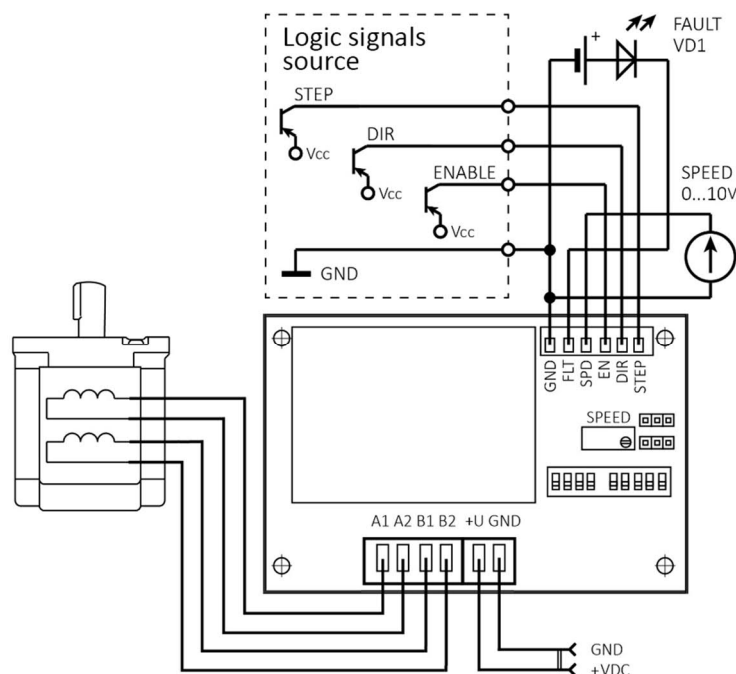 Logic signals
source
FAULT
VD1
+
STEP
Vcc
DIR
Vcc
ENABLE
Vcc
SPEED
0...10V
GND
GND
FLT
SPD
EN
DIR
STEP
SPEED
A1 A2 B1 B2 +U GND
GND
+VDC